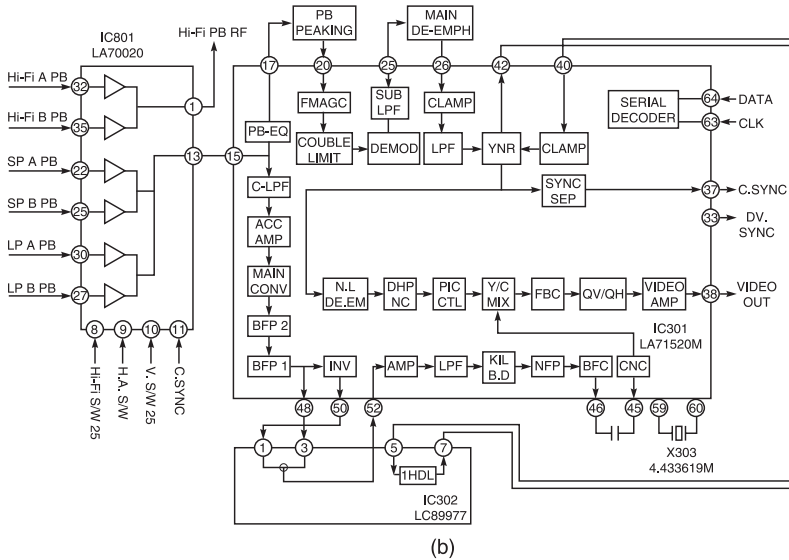 PB
PEAKING
MAIN
DE-EMPH
IC801
LA70020
Hi-Fi PB RF
17
20
25
26
42
40
Hi-Fi A PB
32
1
Hi-Fi B PB
35
SP A PB
22
13
15
SP B PB
25
LP A PB
30
LP B PB
27
8
9
10
11
Hi-Fi S/W 25
H.A. S/W
V. S/W 25
C.SYNC
FMAGC
SUB
LPF
CLAMP
SERIAL
DECODER
64
DATA
63
CLK
PB-EQ
COUBLE
LIMIT
DEMOD
LPF
YNR
CLAMP
C-LPF
SYNC
SEP
37
C.SYNC
33
DV.
SYNC
ACC
AMP
MAIN
CONV
N.L
DE.EM
DHP
NC
PIC
CTL
Y/C
MIX
FBC
QV/QH
VIDEO
AMP
38
VIDEO
OUT
BFP 2
IC301
LA71520M
BFP 1
INV
AMP
LPF
KIL
B.D
NFP
BFC
CNC
48
50
52
46
45
59
60
1
3
5
7
X303
4.433619M
1HDL
IC302
LC89977
(b)